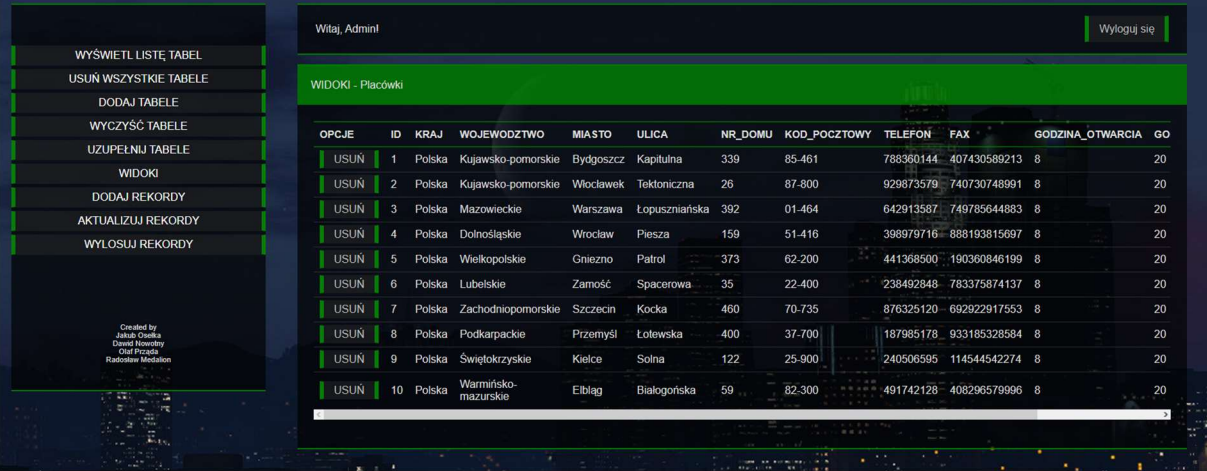 WYŚWIETL LISTĘ TABEL
USUŃ WSZYSTKIE TABELE
DODAJ TABELE
WYCZYŚĆ TABELE
UZUPEŁNIJ TABELE
WIDOKI
DODAJ REKORDY
AKTUALIZUJ REKORDY
WYLOSUJ REKORDY
Created by
Jakub Osełka
Dawid Nowotny
Olaf Prząda
Radosław Medalion
Witaj, Admin!
Wyloguj się
WIDOKI - Placówki
OPCJE ID KRAJ WOJEWODZTWO MIASTO ULICA NR_DOMU KOD_POCZTOWY TELEFON FAX GODZINA_OTWARCIA GO
USUŃ 1 Polska Kujawsko-pomorskie Bydgoszcz Kapitulna 339 85-461 788360144 407430589213 8 20
USUŃ 2 Polska Kujawsko-pomorskie Włocławek Tektoniczna 26 87-800 929873579 740730748991 8 20
USUŃ 3 Polska Mazowieckie Warszawa Łopuszniańska 392 01-464 642913587 749785644883 8 20
USUŃ 4 Polska Dolnośląskie Wrocław Piesza 159 51-416 398979716 888193815697 8 20
USUŃ 5 Polska Wielkopolskie Gniezno Patrol 373 62-200 441368500 190360846199 8 20
USUŃ 6 Polska Lubelskie Zamość Spacerowa 35 22-400 238492848 783375874137 8 20
USUŃ 7 Polska Zachodniopomorskie Szczecin Kocka 460 70-735 876325120 692922917553 8 20
USUŃ 8 Polska Podkarpackie Przemyśl Łotewska 400 37-700 187985178 933185328584 8 20
USUŃ 9 Polska Świętokrzyskie Kielce Solna 122 25-900 240506595 114544542274 8 20
USUŃ 10 Polska Warmińsko-mazurskie Elbląg Białogońska 59 82-300 491742128 408296579996 8 20